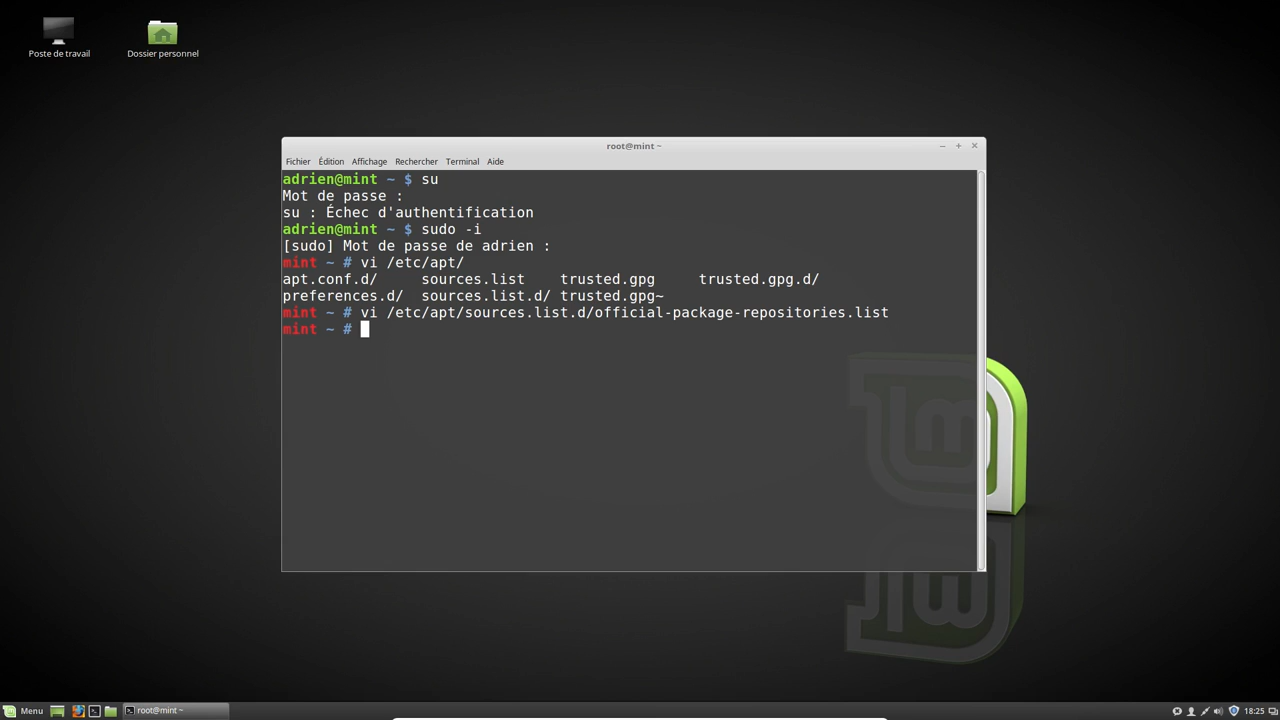 Poste de travail
Dossier personnel
root@mint ~
Fichier Édition Affichage Rechercher Terminal Aide
adrien@mint ~ $ su
Mot de passe :
su : Échec d'authentification
adrien@mint ~ $ sudo -i
[sudo] Mot de passe de adrien :
mint ~ # vi /etc/apt/
apt.conf.d/ sources.list trusted.gpg trusted.gpg.d/
preferences.d/ sources.list.d/ trusted.gpg~
mint ~ # vi /etc/apt/sources.list.d/official-package-repositories.list
mint ~ #
Menu root@mint ~ 18:25